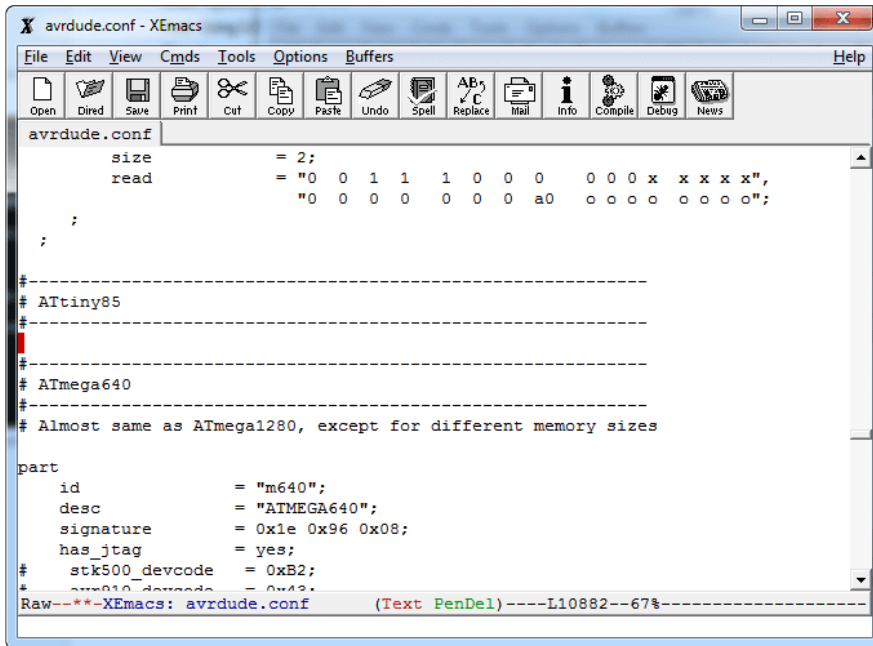 avrdude.conf - XEmacs
File Edit View Cmds Tools Options Buffers Help
Open Dired Save Print Cut Copy Paste Undo Spell Replace Mail Info Compile Debug News
avrdude.conf
size = 2;
read = "0 0 1 1 1 0 0 0 0 0 0 x x x x x",
"0 0 0 0 0 0 0 a0 o o o o o o o o";
;
;
#------------------------------------------------------------
# ATtiny85
#------------------------------------------------------------
#------------------------------------------------------------
# ATmega640
#------------------------------------------------------------
# Almost same as ATmega1280, except for different memory sizes
part
id = "m640";
desc = "ATMEGA640";
signature = 0x1e 0x96 0x08;
has_jtag = yes;
# stk500_devcode = 0xB2;
# avr910_devcode = 0x43;
Raw--**-XEmacs: avrdude.conf (Text PenDel)----L10882--67%--------------------